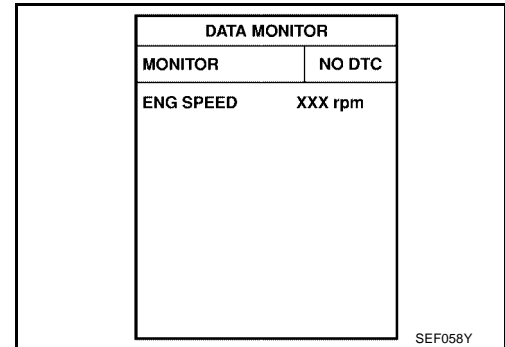 DATA MONITOR
MONITOR NO DTC
ENG SPEED XXX rpm
SEF058Y